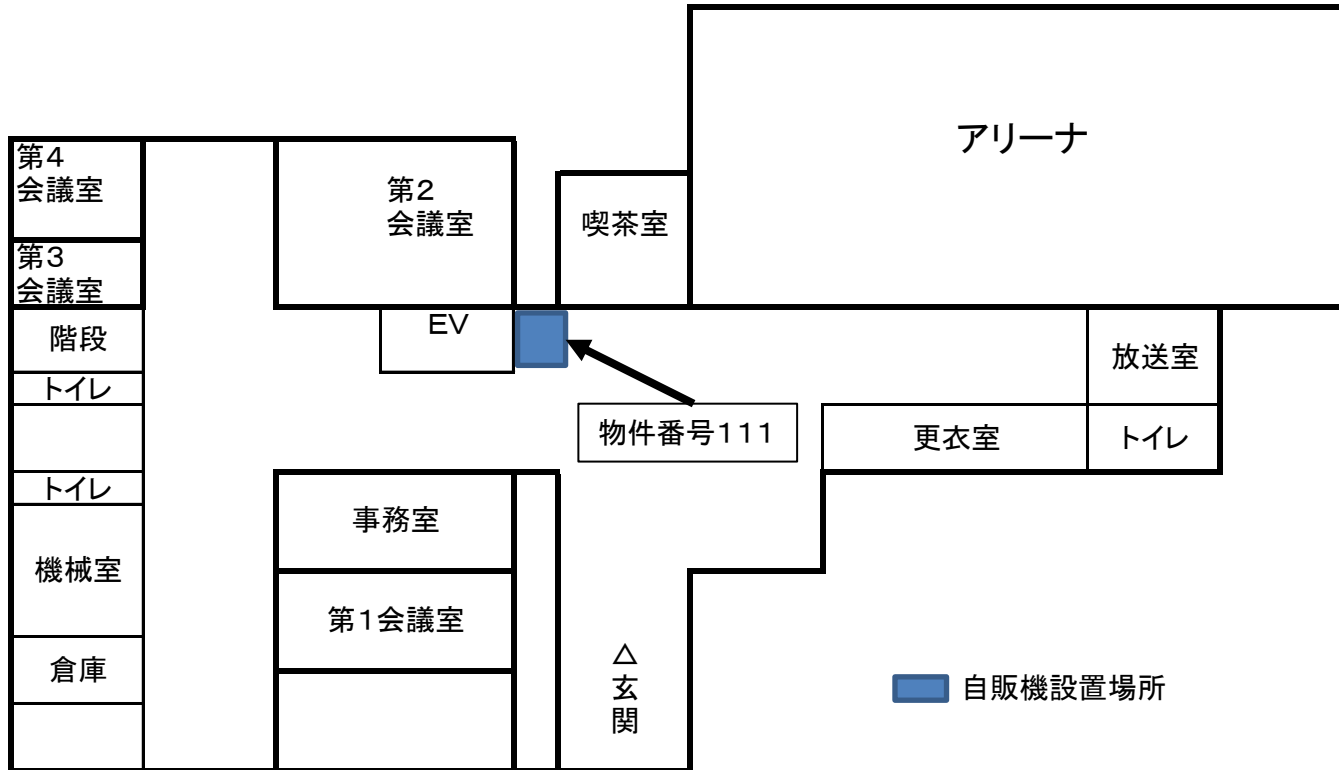 アリーナ
第4
会議室
第2
会議室
喫茶室
第3
会議室
階段
EV
放送室
トイレ
物件番号111
更衣室
トイレ
トイレ
事務室
機械室
第1会議室
倉庫
△
玄
関
自販機設置場所